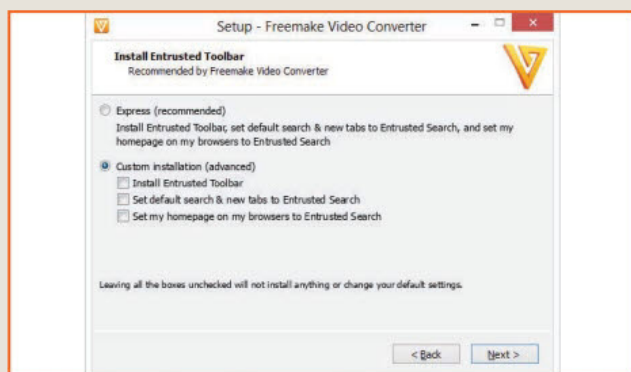 Setup - Freemake Video Converter
Install Entrusted Toolbar
Recommended by Freemake Video Converter
Express (recommended)
Install Entrusted Toolbar, set default search & new tabs to Entrusted Search, and set my
homepage on my browsers to Entrusted Search
Custom installation (advanced)
Install Entrusted Toolbar
Set default search & new tabs to Entrusted Search
Set my homepage on my browsers to Entrusted Search
Leaving all the boxes unchecked will not install anything or change your default settings.
< Back
Next >